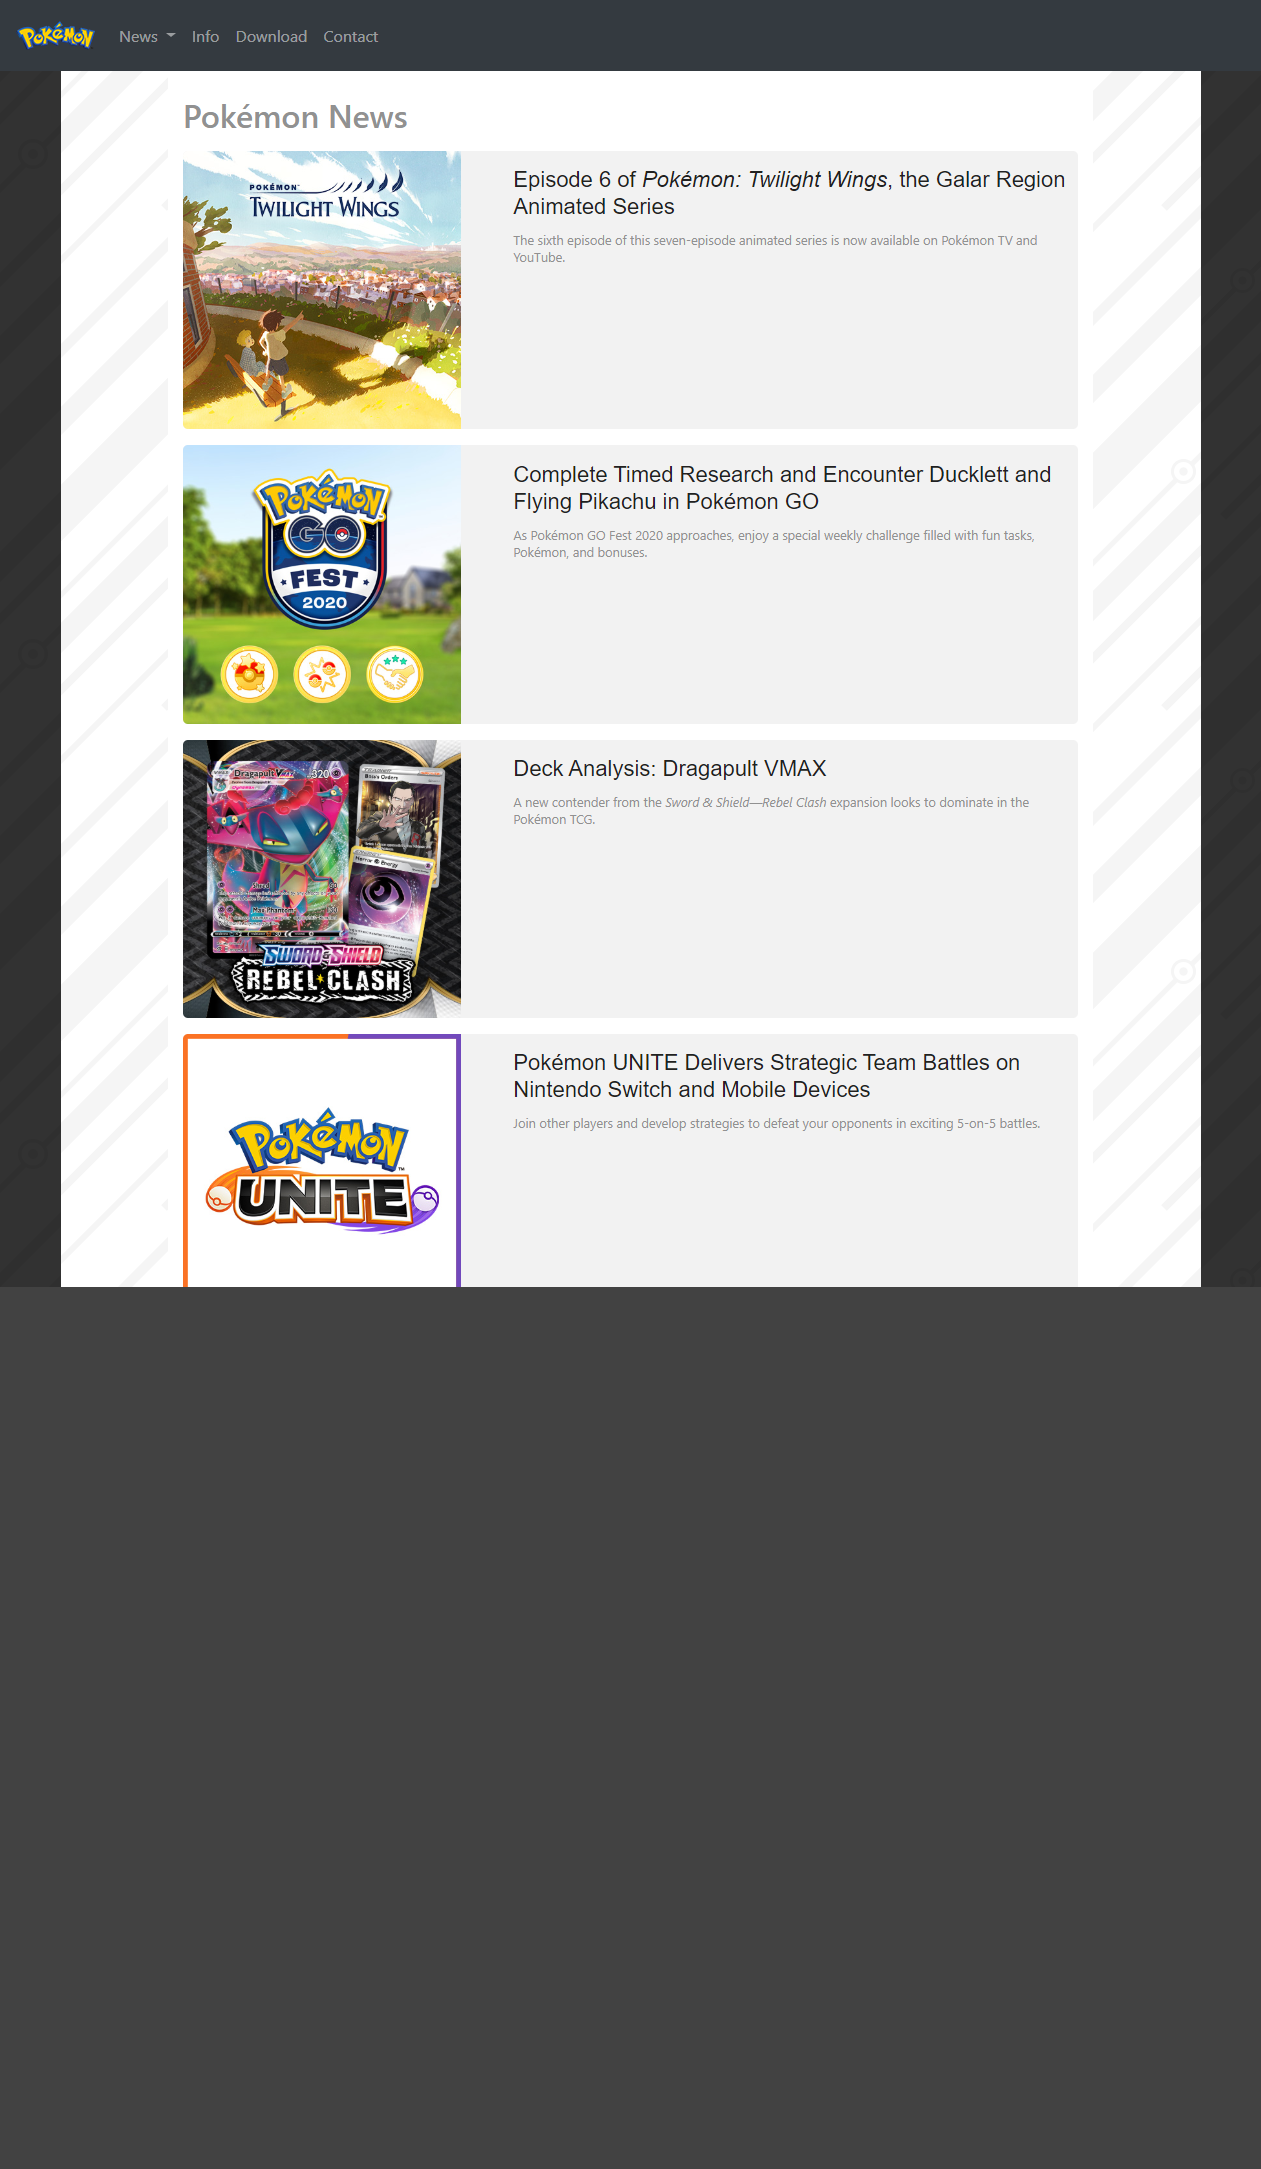 Pokémon
News
Info
Download
Contact
Pokémon News
POKÉMON
TWILIGHT WINGS
Episode 6 of Pokémon: Twilight Wings, the Galar Region
Animated Series
The sixth episode of this seven-episode animated series is now available on Pokémon TV and
YouTube.
Pokémon
GO
FEST
2020
Complete Timed Research and Encounter Ducklett and
Flying Pikachu in Pokémon GO
As Pokémon GO Fest 2020 approaches, enjoy a special weekly challenge filled with fun tasks,
Pokémon, and bonuses.
Dragapult VMAX 320
TRAINER
Boss's Orders
Horror Energy
Shred
Max Phantom 130
SWORD & SHIELD
REBEL CLASH
Deck Analysis: Dragapult VMAX
A new contender from the Sword & Shield—Rebel Clash expansion looks to dominate in the
Pokémon TCG.
Pokémon
UNITE
Pokémon UNITE Delivers Strategic Team Battles on
Nintendo Switch and Mobile Devices
Join other players and develop strategies to defeat your opponents in exciting 5-on-5 battles.